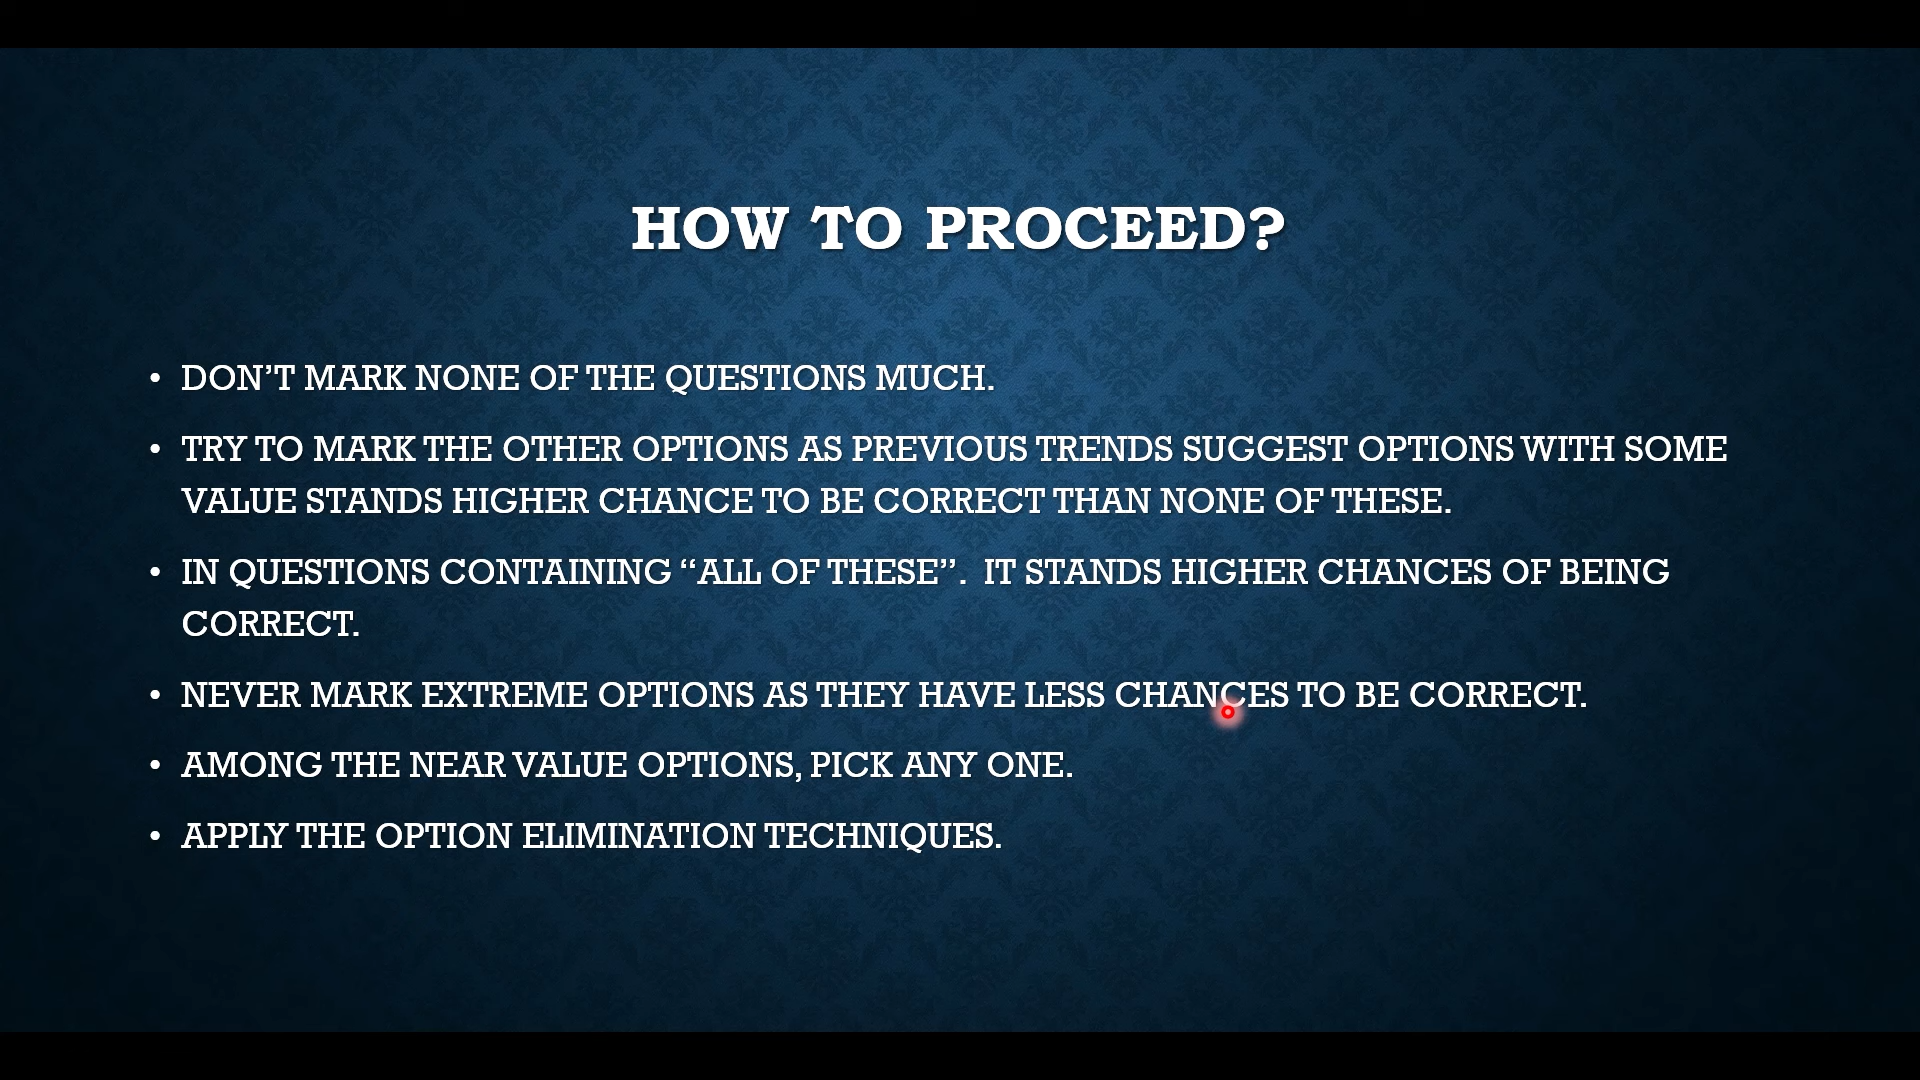 HOW TO PROCEED?
• DON’T MARK NONE OF THE QUESTIONS MUCH.
• TRY TO MARK THE OTHER OPTIONS AS PREVIOUS TRENDS SUGGEST OPTIONS WITH SOME
VALUE STANDS HIGHER CHANCE TO BE CORRECT THAN NONE OF THESE.
• IN QUESTIONS CONTAINING “ALL OF THESE”.  IT STANDS HIGHER CHANCES OF BEING
CORRECT.
• NEVER MARK EXTREME OPTIONS AS THEY HAVE LESS CHANCES TO BE CORRECT.
• AMONG THE NEAR VALUE OPTIONS, PICK ANY ONE.
• APPLY THE OPTION ELIMINATION TECHNIQUES.